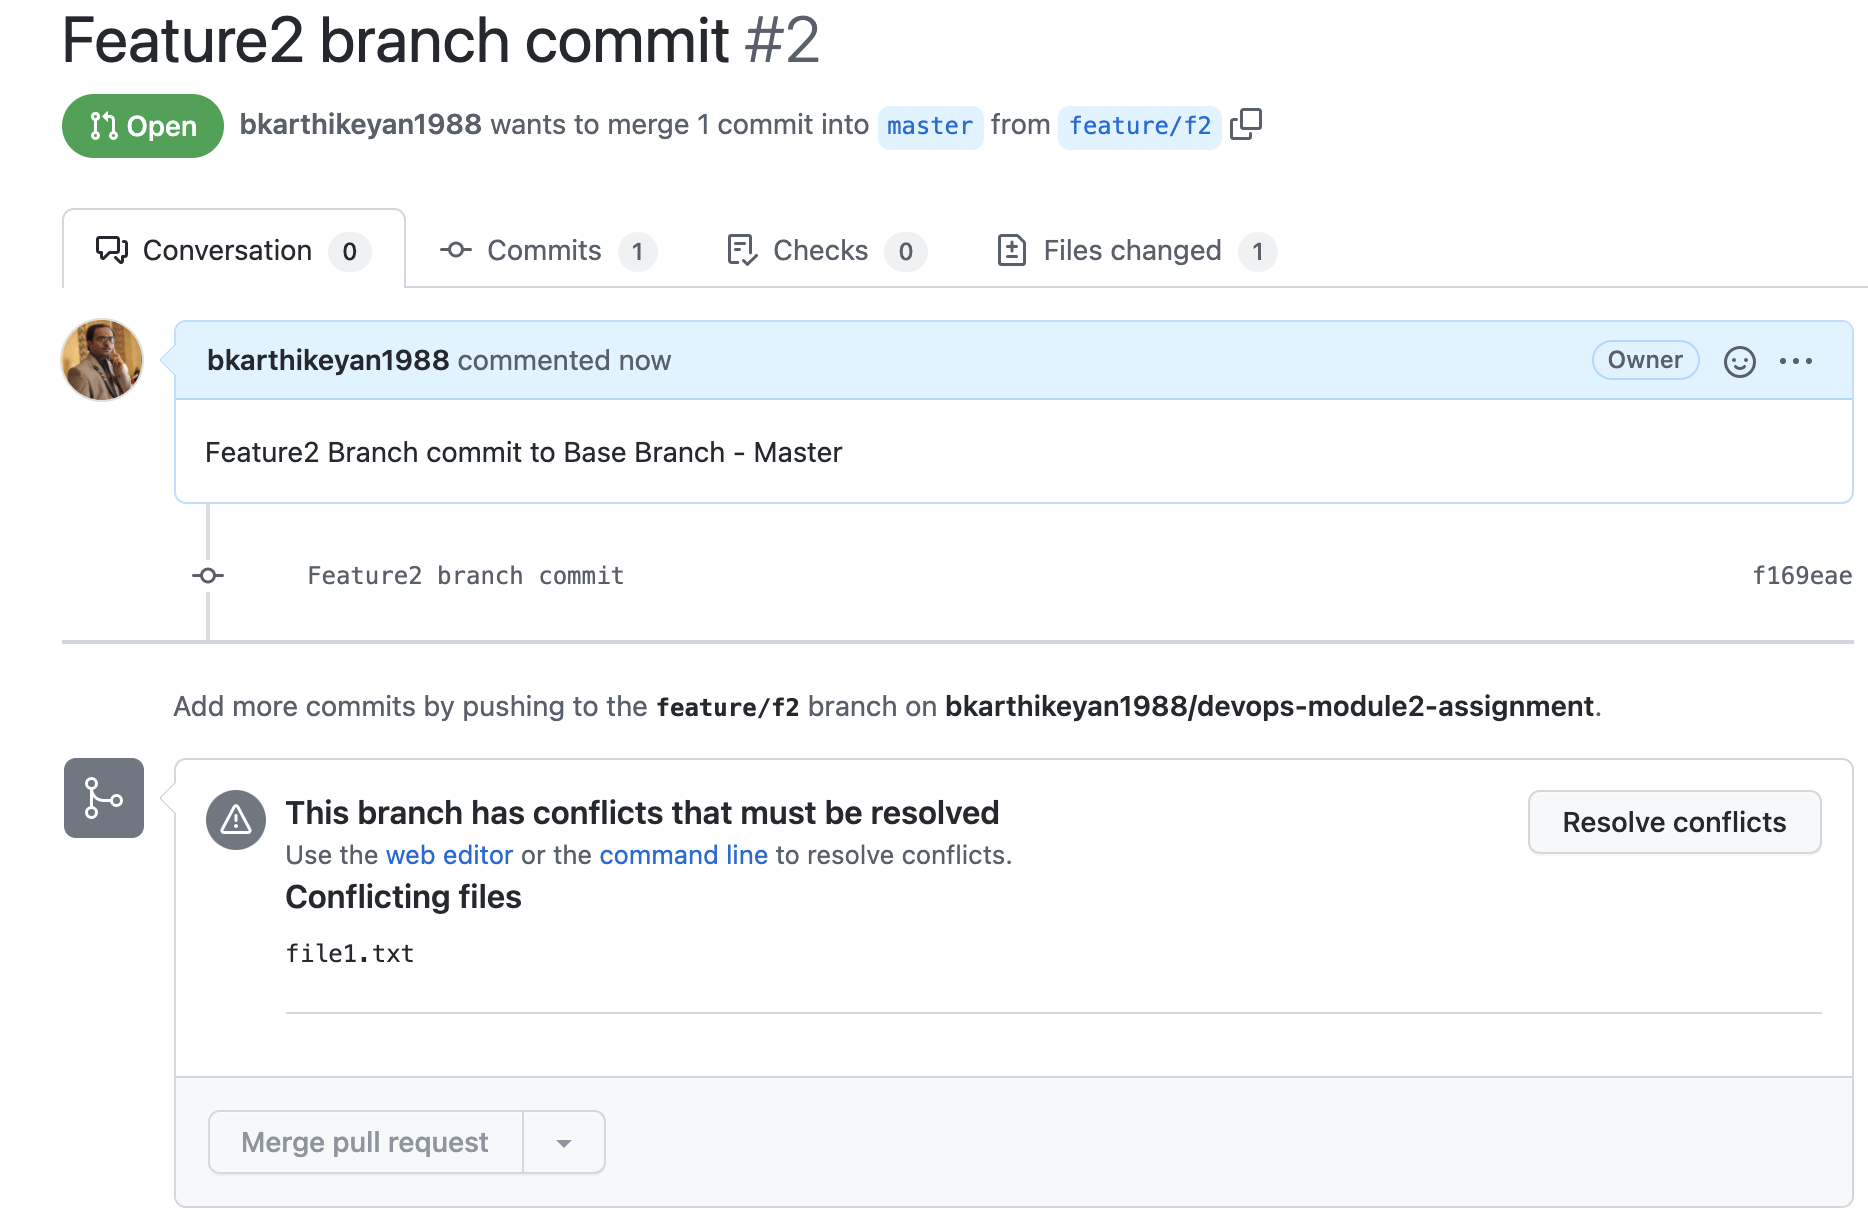 Feature2 branch commit #2
Open bkarthikeyan1988 wants to merge 1 commit into master from feature/f2
Conversation 0 Commits 1 Checks 0 Files changed 1
bkarthikeyan1988 commented now Owner
Feature2 Branch commit to Base Branch - Master
Feature2 branch commit f169eae
Add more commits by pushing to the feature/f2 branch on bkarthikeyan1988/devops-module2-assignment.
This branch has conflicts that must be resolved
Resolve conflicts
Use the web editor or the command line to resolve conflicts.
Conflicting files
file1.txt
Merge pull request